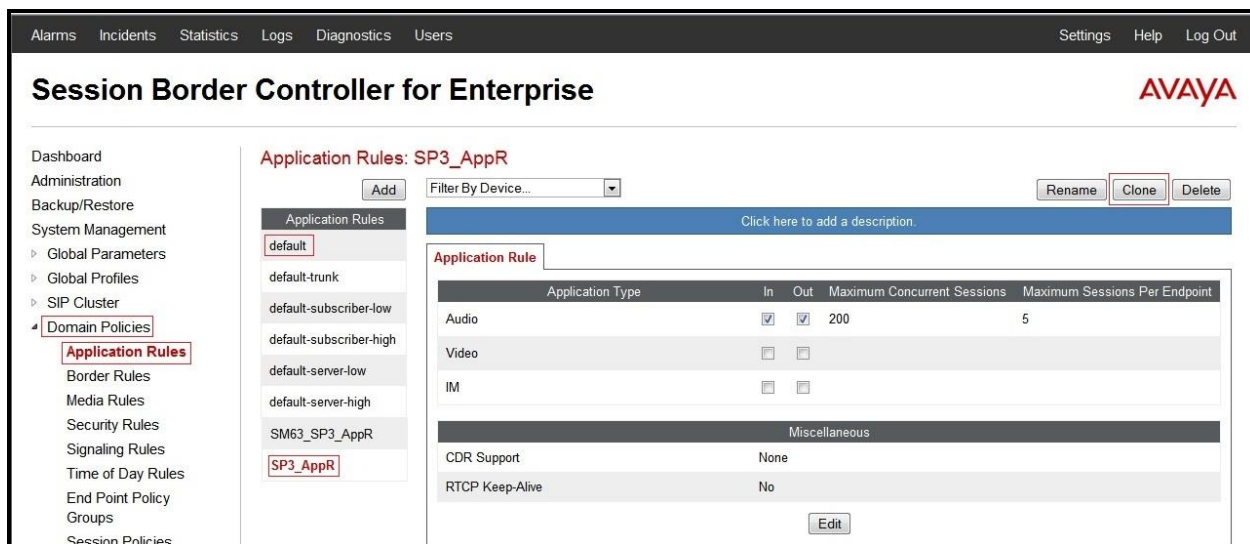 Alarms Incidents Statistics Logs Diagnostics Users Settings Help Log Out
Session Border Controller for Enterprise
AVAYA
Dashboard
Administration
Backup/Restore
System Management
Global Parameters
Global Profiles
SIP Cluster
Domain Policies
Application Rules
Border Rules
Media Rules
Security Rules
Signaling Rules
Time of Day Rules
End Point Policy
Groups
Session Policies
Application Rules: SP3_AppR
Add
Filter By Device...
Rename Clone Delete
Application Rules
default
default-trunk
default-subscriber-low
default-subscriber-high
default-server-low
default-server-high
SM63_SP3_AppR
SP3_AppR
Click here to add a description.
Application Rule
Application Type In Out Maximum Concurrent Sessions Maximum Sessions Per Endpoint
Audio 200 5
Video
IM
Miscellaneous
CDR Support None
RTCP Keep-Alive No
Edit